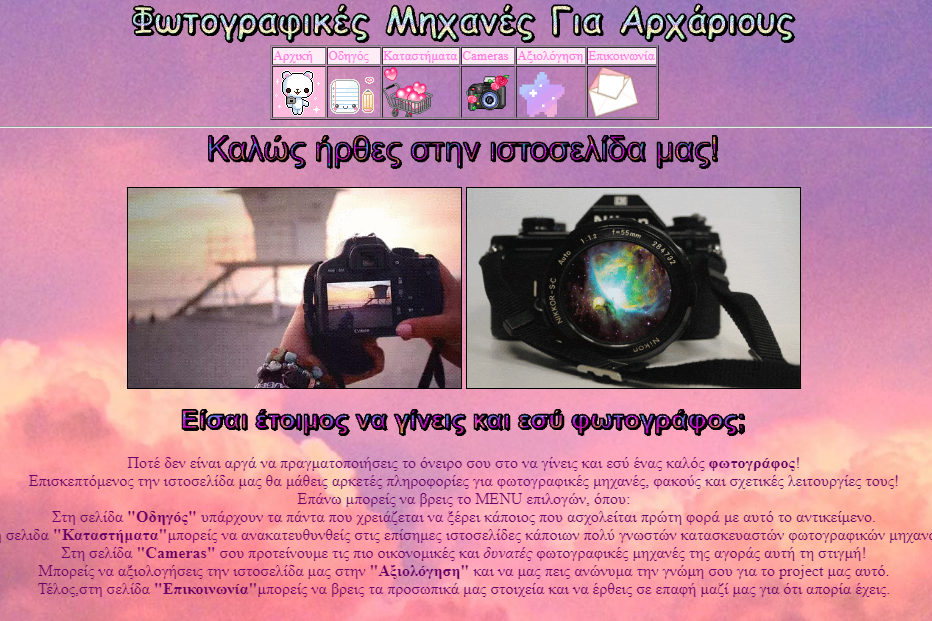 Φωτογραφικές Μηχανές Για Αρχάριους
Αρχική Οδηγός Καταστήματα Cameras Αξιολόγηση Επικοινωνία
Καλώς ήρθες στην ιστοσελίδα μας!
Canon
Nikon
Auto 1:1.2 f=55mm 284732
NIKKOR-S·C
Nikon
Είσαι έτοιμος να γίνεις και εσύ φωτογράφος;
Ποτέ δεν είναι αργά να πραγματοποιήσεις το όνειρο σου στο να γίνεις και εσύ ένας καλός φωτογράφος!
Επισκεπτόμενος την ιστοσελίδα μας θα μάθεις αρκετές πληροφορίες για φωτογραφικές μηχανές, φακούς και σχετικές λειτουργίες τους!
Επάνω μπορείς να βρεις το MENU επιλογών, όπου:
Στη σελίδα "Οδηγός" υπάρχουν τα πάντα που χρειάζεται να ξέρει κάποιος που ασχολείται πρώτη φορά με αυτό το αντικείμενο.
σελιδα "Καταστήματα"μπορείς να ανακατευθυνθείς στις επίσημες ιστοσελίδες κάποιων πολύ γνωστών κατασκευαστών φωτογραφικών
Στη σελίδα "Cameras" σου προτείνουμε τις πιο οικονομικές και δυνατές φωτογραφικές μηχανές της αγοράς αυτή τη στιγμή!
Μπορείς να αξιολογήσεις την ιστοσελίδα μας στην "Αξιολόγηση" και να μας πεις ανώνυμα την γνώμη σου για το project μας αυτό.
Τέλος,στη σελίδα "Επικοινωνία"μπορείς να βρεις τα προσωπικά μας στοιχεία και να έρθεις σε επαφή μαζί μας για ότι απορία έχεις.